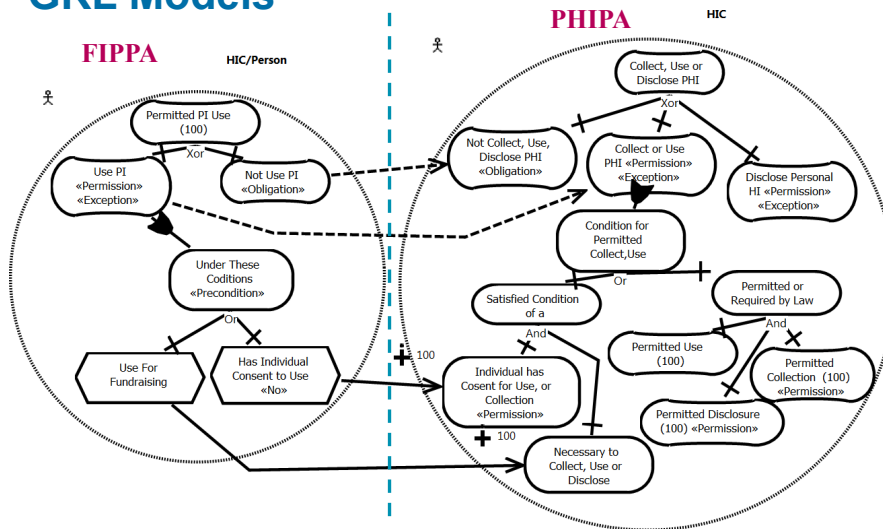 GRL Models
FIPPA
HIC/Person
Permitted PI Use
(100)
Xor
Use PI
«Permission»
«Exception»
Not Use PI
«Obligation»
Under These
Coditions
«Precondition»
Or
Use For
Fundraising
Has Individual
Consent to Use
«No»
PHIPA
HIC
Collect, Use or
Disclose PHI
Xor
Not Collect, Use,
Disclose PHI
«Obligation»
Collect or Use
PHI «Permission»
«Exception»
Disclose Personal
HI «Permission»
«Exception»
Condition for
Permitted
Collect,Use
Or
Satisfied Condition
of a
And
Permitted or
Required by Law
And
Permitted Use
(100)
Permitted
Collection (100)
«Permission»
Permitted Disclosure
(100) «Permission»
100
Individual has
Cosent for Use, or
Collection
«Permission»
100
Necessary to
Collect, Use or
Disclose